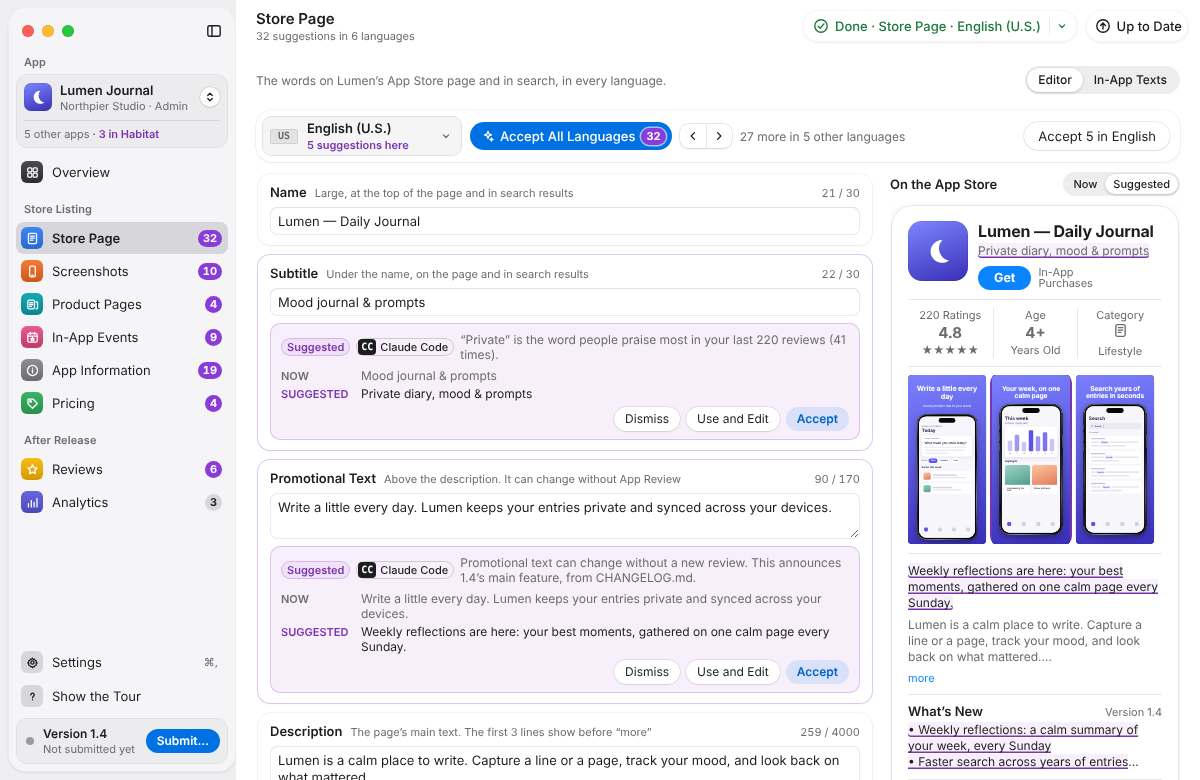 App
Lumen Journal
Northpier Studio · Admin
5 other apps · 3 in Habitat
Overview
Store Listing
Store Page 32
Screenshots 10
Product Pages 4
In-App Events 9
App Information 19
Pricing 4
After Release
Reviews 6
Analytics 3
Settings ⌘,
? Show the Tour
Version 1.4
Not submitted yet
Submit...
Store Page
32 suggestions in 6 languages
Done · Store Page · English (U.S.)
Up to Date
The words on Lumen's App Store page and in search, in every language.
Editor
In-App Texts
US
English (U.S.)
5 suggestions here
Accept All Languages 32
27 more in 5 other languages
Accept 5 in English
Name Large, at the top of the page and in search results 21 / 30
Lumen — Daily Journal
Subtitle Under the name, on the page and in search results 22 / 30
Mood journal & prompts
Suggested CC Claude Code “Private” is the word people praise most in your last 220 reviews (41
times).
NOW Mood journal & prompts
SUGGESTED Private diary, mood & prompts
Dismiss Use and Edit Accept
Promotional Text Above the description. It can change without App Review 90 / 170
Write a little every day. Lumen keeps your entries private and synced across your devices.
Suggested CC Claude Code Promotional text can change without a new review. This announces
1.4’s main feature, from CHANGELOG.md.
NOW Write a little every day. Lumen keeps your entries private and synced across your
devices.
SUGGESTED Weekly reflections are here: your best moments, gathered on one calm page every
Sunday.
Dismiss Use and Edit Accept
Description The page’s main text. The first 3 lines show before “more” 259 / 4000
Lumen is a calm place to write. Capture a line or a page, track your mood, and look back on
what mattered.
On the App Store
Now Suggested
Lumen — Daily Journal
Private diary, mood & prompts
Get
In-App
Purchases
220 Ratings
4.8
★★★★★
Age
4+
Years Old
Category
Lifestyle
Write a little every
day
Today
Your week, on one
calm page
This week
Search years of
entries in seconds
Search
Weekly reflections are here: your best
moments, gathered on one calm page every
Sunday.
Lumen is a calm place to write. Capture a
line or a page, track your mood, and look
back on what mattered....
more
What’s New Version 1.4
• Weekly reflections: a calm summary of
your week, every Sunday
• Faster search across years of entries...